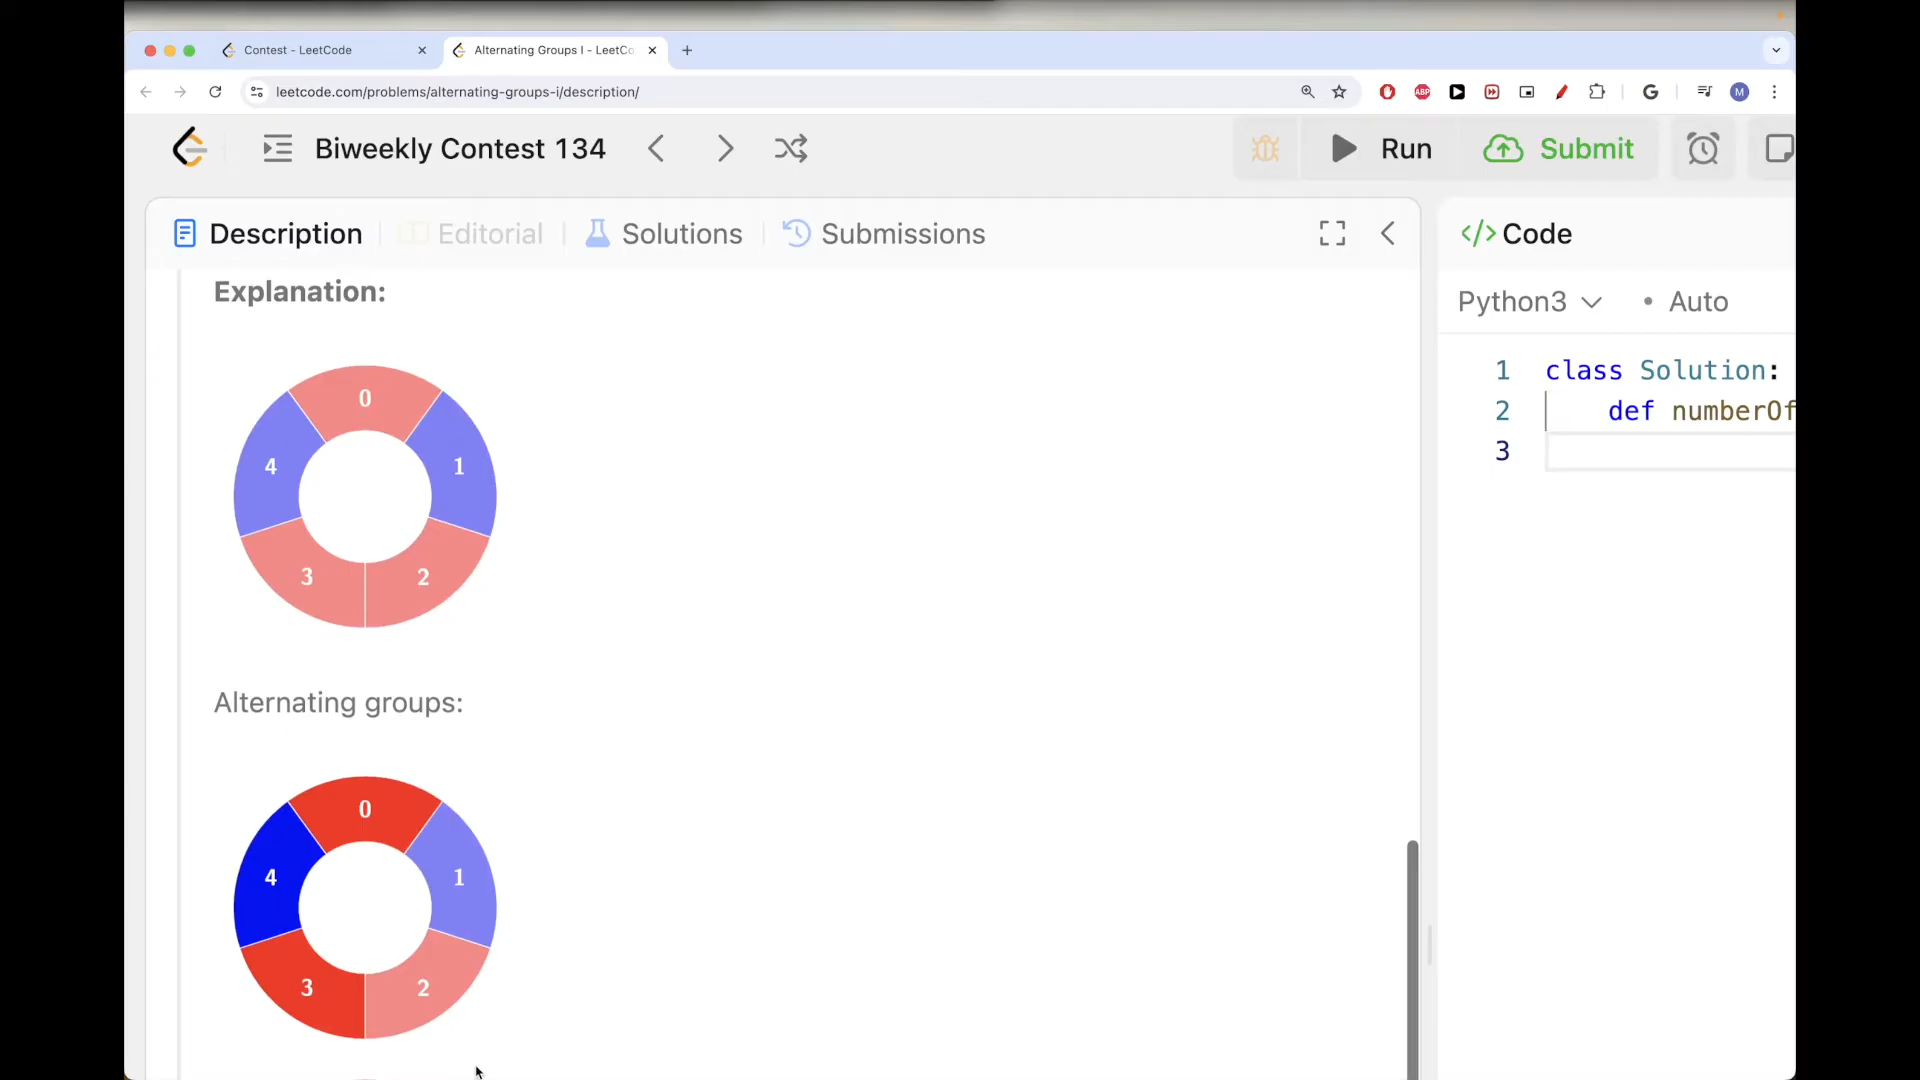 Contest - LeetCode
Alternating Groups I - LeetCo
leetcode.com/problems/alternating-groups-i/description/
ABP
G
M
Biweekly Contest 134
Run
Submit
Description
Editorial
Solutions
Submissions
Code
Python3
Auto
Explanation:
0
4
1
3
2
Alternating groups:
0
4
1
3
2
1 class Solution:
2 def numberOf
3